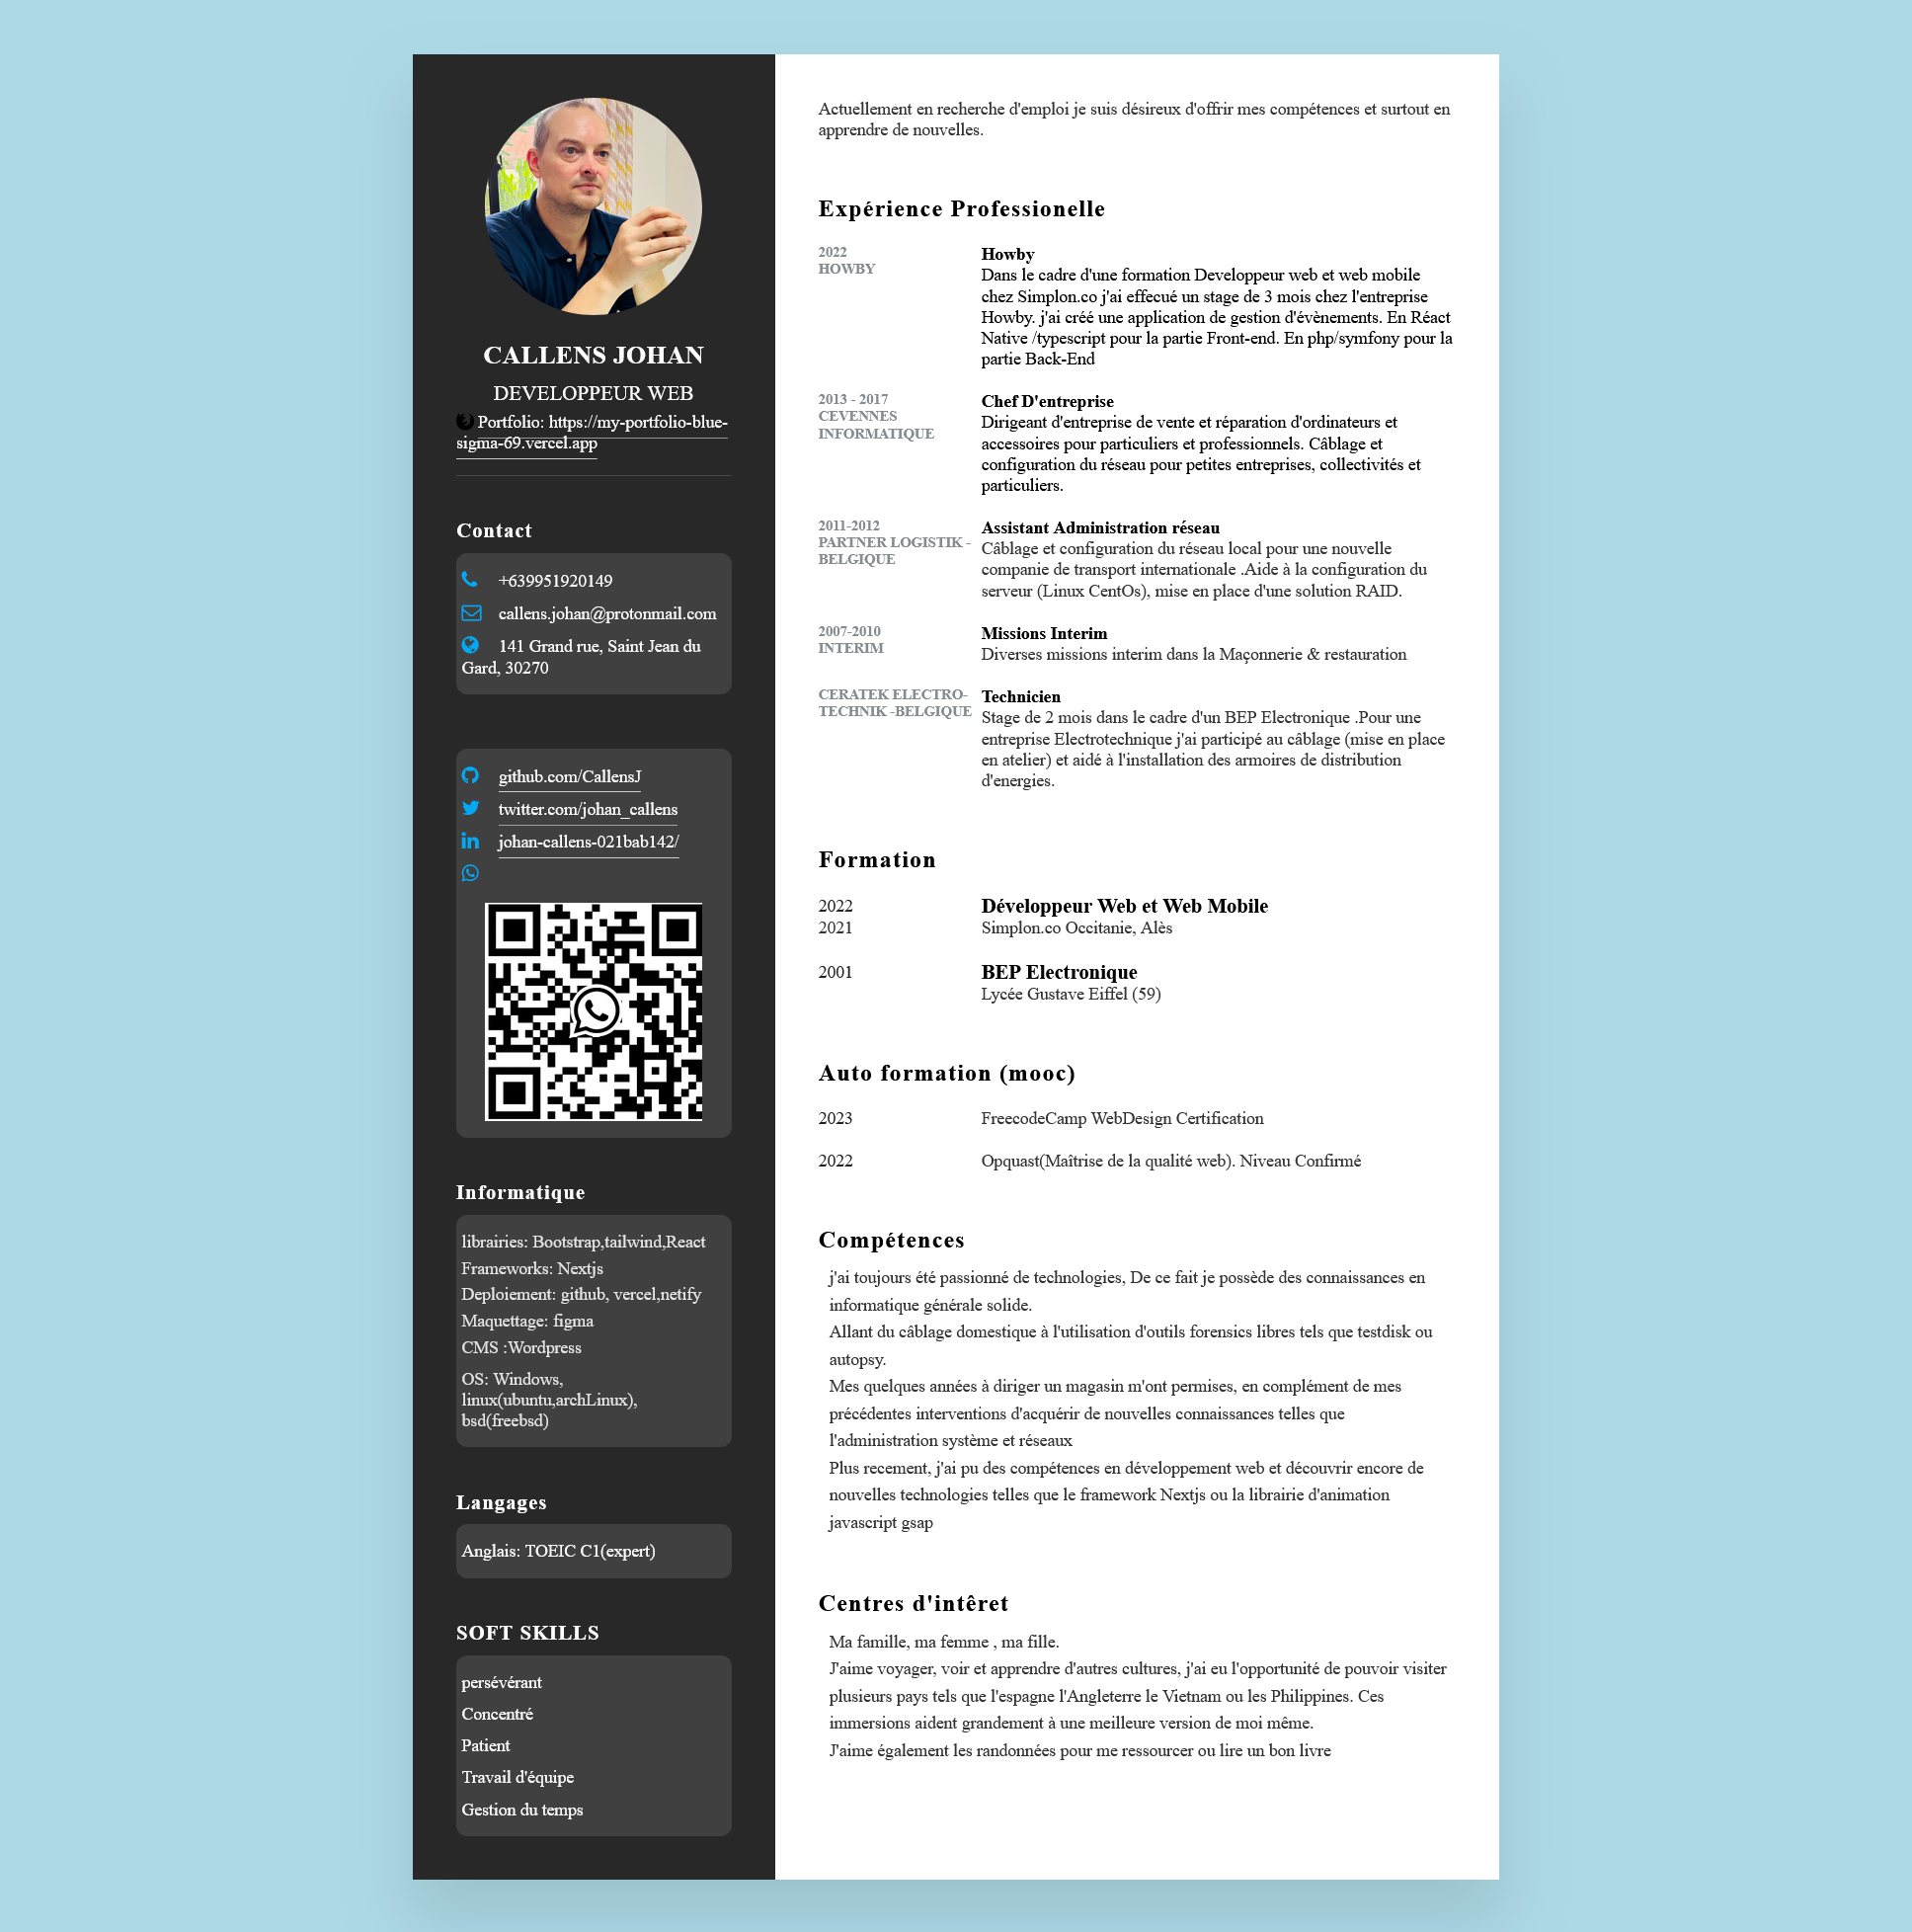 CALLENS JOHAN
DEVELOPPEUR WEB
Portfolio: https://my-portfolio-blue-
sigma-69.vercel.app
Contact
+639951920149
callens.johan@protonmail.com
141 Grand rue, Saint Jean du
Gard, 30270
github.com/CallensJ
twitter.com/johan_callens
johan-callens-021bab142/
Informatique
librairies: Bootstrap,tailwind,React
Frameworks: Nextjs
Deploiement: github, vercel,netify
Maquettage: figma
CMS :Wordpress
OS: Windows,
linux(ubuntu,archLinux),
bsd(freebsd)
Langages
Anglais: TOEIC C1(expert)
SOFT SKILLS
persévérant
Concentré
Patient
Travail d'équipe
Gestion du temps
Actuellement en recherche d'emploi je suis désireux d'offrir mes compétences et surtout en
apprendre de nouvelles.
Expérience Professionelle
2022
HOWBY
Howby
Dans le cadre d'une formation Developpeur web et web mobile
chez Simplon.co j'ai effecué un stage de 3 mois chez l'entreprise
Howby. j'ai créé une application de gestion d'évènements. En Réact
Native /typescript pour la partie Front-end. En php/symfony pour la
partie Back-End
2013 - 2017
CEVENNES
INFORMATIQUE
Chef D'entreprise
Dirigeant d'entreprise de vente et réparation d'ordinateurs et
accessoires pour particuliers et professionnels. Câblage et
configuration du réseau pour petites entreprises, collectivités et
particuliers.
2011-2012
PARTNER LOGISTIK -
BELGIQUE
Assistant Administration réseau
Câblage et configuration du réseau local pour une nouvelle
companie de transport internationale .Aide à la configuration du
serveur (Linux CentOs), mise en place d'une solution RAID.
2007-2010
INTERIM
Missions Interim
Diverses missions interim dans la Maçonnerie & restauration
CERATEK ELECTRO-
TECHNIK -BELGIQUE
Technicien
Stage de 2 mois dans le cadre d'un BEP Electronique .Pour une
entreprise Electrotechnique j'ai participé au câblage (mise en place
en atelier) et aidé à l'installation des armoires de distribution
d'energies.
Formation
2022
2021
Développeur Web et Web Mobile
Simplon.co Occitanie, Alès
2001
BEP Electronique
Lycée Gustave Eiffel (59)
Auto formation (mooc)
2023 FreecodeCamp WebDesign Certification
2022 Opquast(Maîtrise de la qualité web). Niveau Confirmé
Compétences
j'ai toujours été passionné de technologies, De ce fait je possède des connaissances en
informatique générale solide.
Allant du câblage domestique à l'utilisation d'outils forensics libres tels que testdisk ou
autopsy.
Mes quelques années à diriger un magasin m'ont permises, en complément de mes
précédentes interventions d'acquérir de nouvelles connaissances telles que
l'administration système et réseaux
Plus recement, j'ai pu des compétences en développement web et découvrir encore de
nouvelles technologies telles que le framework Nextjs ou la librairie d'animation
javascript gsap
Centres d'intêret
Ma famille, ma femme , ma fille.
J'aime voyager, voir et apprendre d'autres cultures, j'ai eu l'opportunité de pouvoir visiter
plusieurs pays tels que l'espagne l'Angleterre le Vietnam ou les Philippines. Ces
immersions aident grandement à une meilleure version de moi même.
J'aime également les randonnées pour me ressourcer ou lire un bon livre